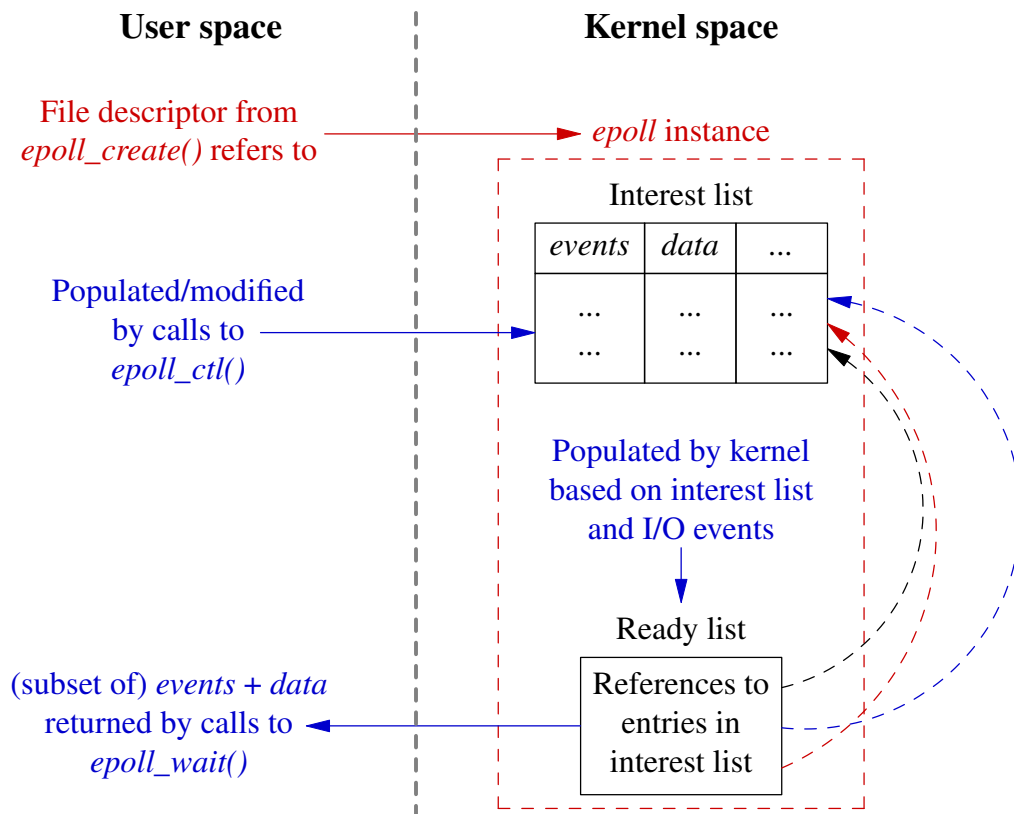 User space
Kernel space
File descriptor from
epoll_create() refers to
epoll instance
Interest list
events data ...
... ... ...
... ... ...
Populated/modified
by calls to
epoll_ctl()
Populated by kernel
based on interest list
and I/O events
Ready list
References to
entries in
interest list
(subset of) events + data
returned by calls to
epoll_wait()